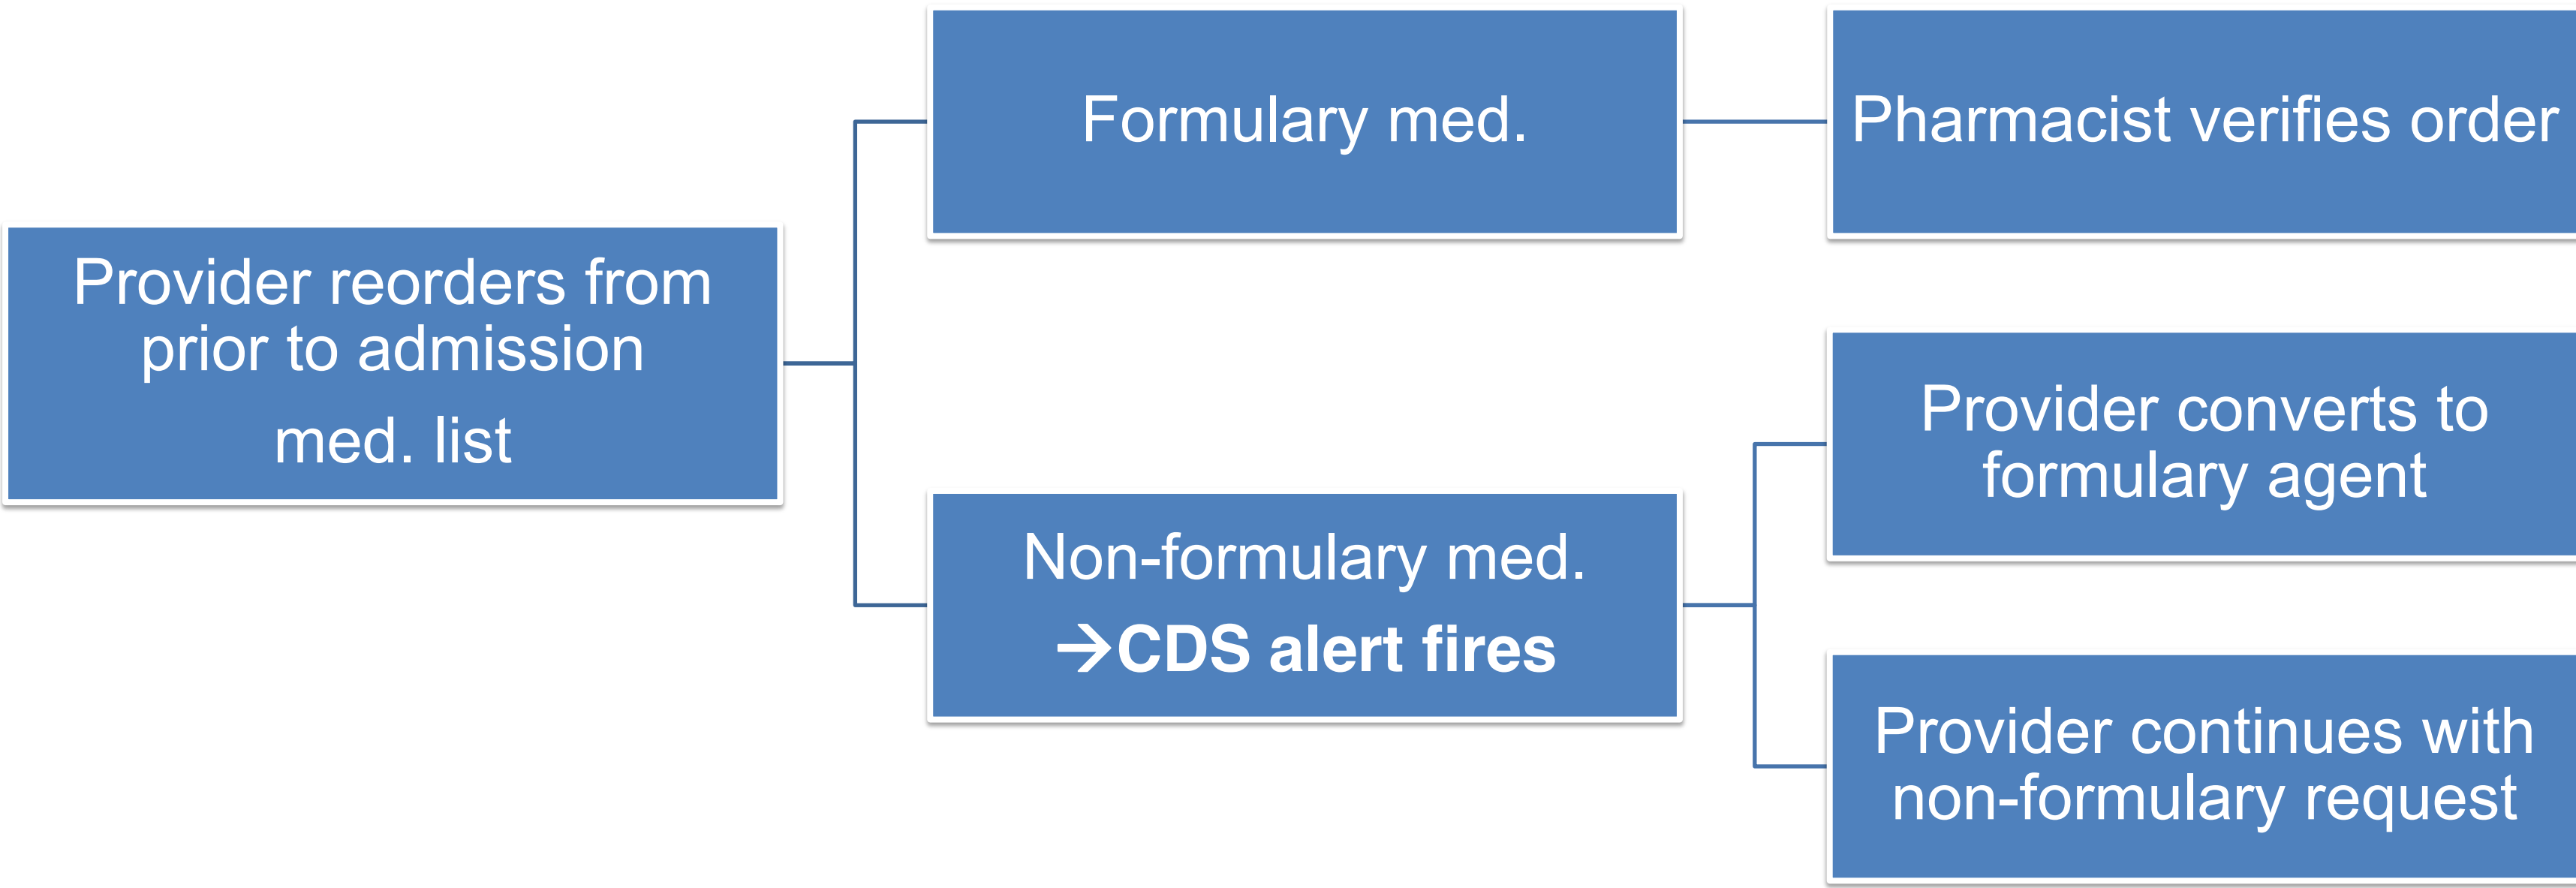 Provider reorders from
prior to admission
med. list
Formulary med.
Pharmacist verifies order
Non-formulary med.
→CDS alert fires
Provider converts to
formulary agent
Provider continues with
non-formulary request